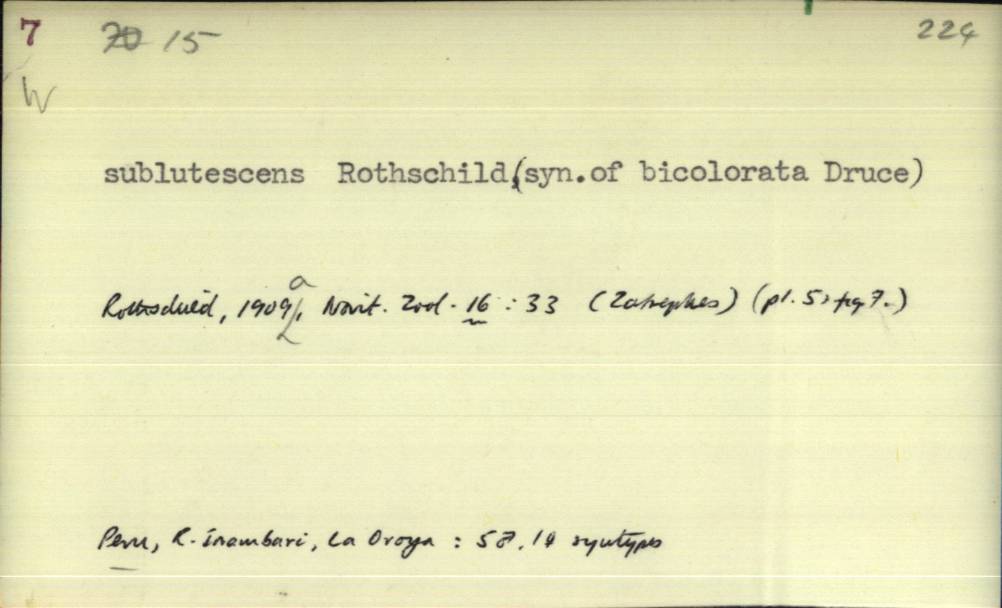 7 70 15 224
W
sublutescens Rothschild,(syn.of bicolorata Druce)
Rothschild, 1909a, Novit. Zool. 16 : 33 (Zatrephes) (pl. 5, fig 7.)
Peru, R. Inambari, La Oroya : 5♂, 1♀ syntypes